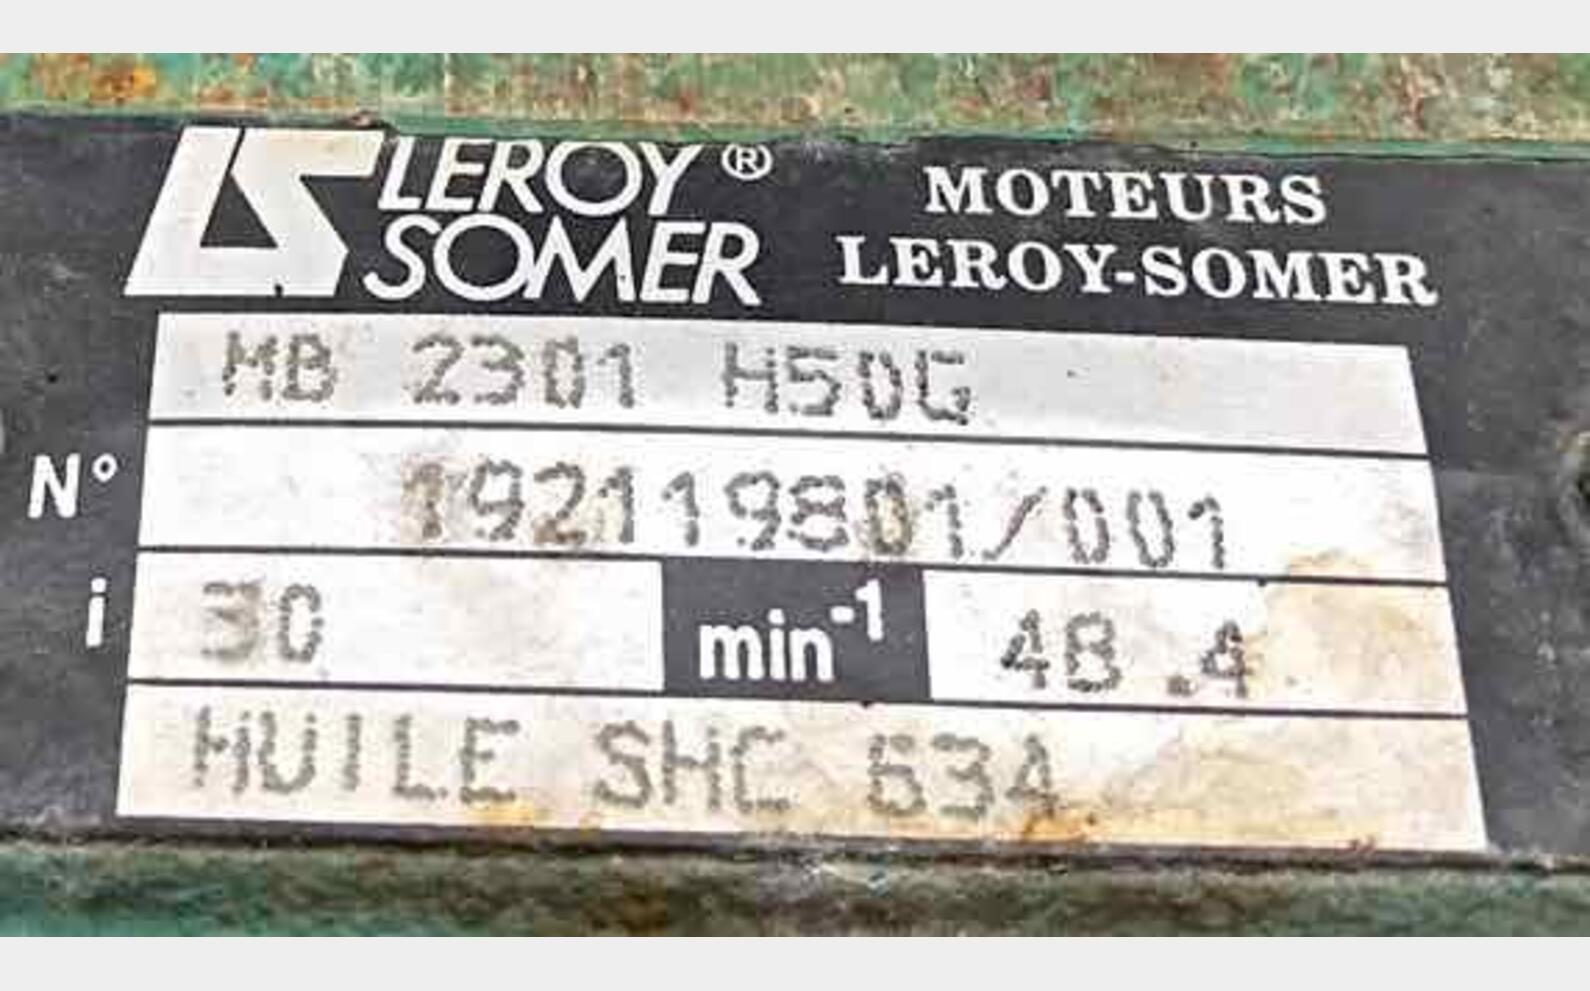 LEROY® MOTEURS
SOMER LEROY-SOMER
MB 2301 H50G
N° 192119801/001
i 30 min-1 48.4
HUILE SHC 634